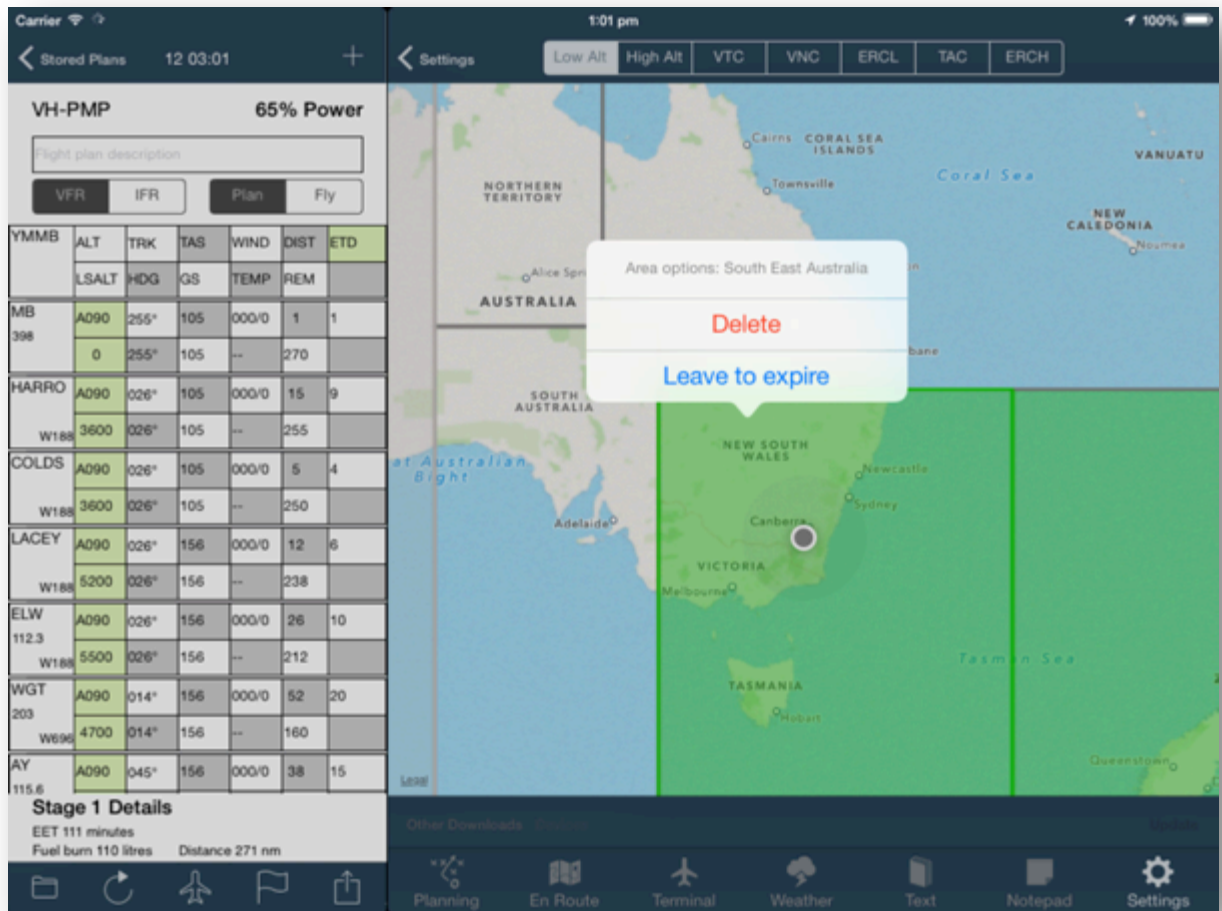 Carrier 1:01 pm 100%
Stored Plans 12 03:01 +
Settings Low Alt High Alt VTC VNC ERCL TAC ERCH
VH-PMP 65% Power
Flight plan description
VFR IFR Plan Fly
YMMB ALT TRK TAS WIND DIST ETD
LSALT HDG GS TEMP REM
MB A090 255° 105 000/0 1 1
398
0 255° 105 -- 270
HARRO A090 026° 105 000/0 15 9
W188 3600 026° 105 -- 255
COLDS A090 026° 105 000/0 5 4
W188 3600 026° 105 -- 250
LACEY A090 026° 156 000/0 12 6
W188 5200 026° 156 -- 238
ELW A090 026° 156 000/0 26 10
112.3
W188 5500 026° 156 -- 212
WGT A090 014° 156 000/0 52 20
203
W696 4700 014° 156 -- 160
AY A090 045° 156 000/0 38 15
115.6
Stage 1 Details
EET 111 minutes
Fuel burn 110 litres Distance 271 nm
Cairns
CORAL SEA
ISLANDS
VANUATU
Townsville
Coral Sea
NORTHERN
TERRITORY
NEW
CALEDONIA
Noumea
Alice Spri
AUSTRALIA
Area options: South East Australia
Delete
Leave to expire
bane
SOUTH
AUSTRALIA
NEW SOUTH
WALES
at Australian
Bight
Newcastle
Sydney
Adelaide
Canberra
VICTORIA
Melbourne
Tasman Sea
TASMANIA
Hobart
Queenstown
Legal
Other Downloads
Update
Planning En Route Terminal Weather Text Notepad Settings